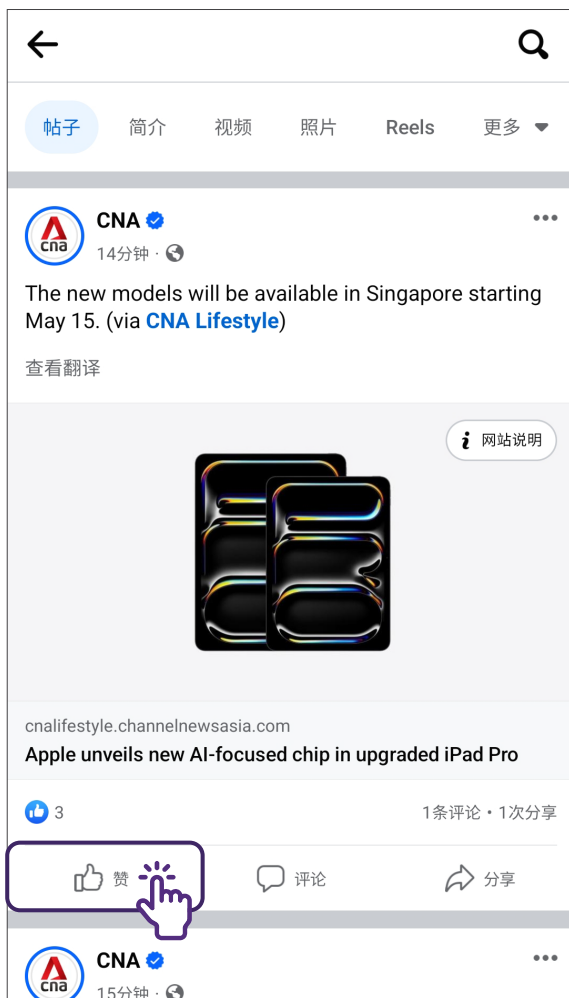 帖子 简介 视频 照片 Reels 更多
cna
CNA
14分钟 ·
The new models will be available in Singapore starting
May 15. (via CNA Lifestyle)
查看翻译
i 网站说明
cnalifestyle.channelnewsasia.com
Apple unveils new AI-focused chip in upgraded iPad Pro
3 1条评论 • 1次分享
赞 评论 分享
cna
CNA
15分钟 ·